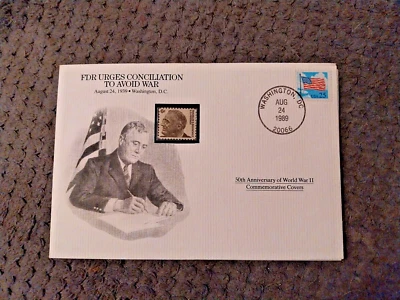 FDR URGES CONCILIATION
TO AVOID WAR
August 24, 1939 • Washington, D.C.
WASHINGTON, DC
AUG
24
1989
20066
25
50th Anniversary of World War II
Commemorative Covers